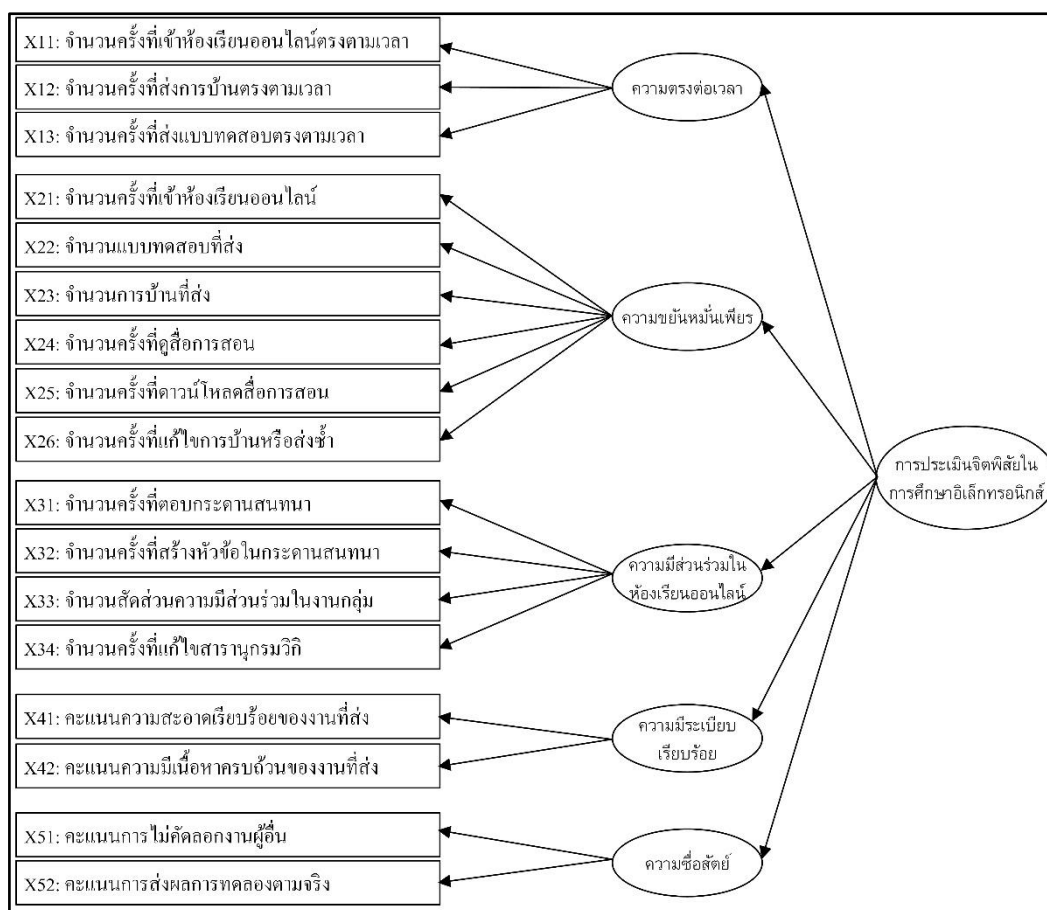 X11: จำนวนครั้งที่เข้าห้องเรียนออนไลน์ตรงตามเวลา
X12: จำนวนครั้งที่ส่งการบ้านตรงตามเวลา
X13: จำนวนครั้งที่ส่งแบบทดสอบตรงตามเวลา
ความตรงต่อเวลา
X21: จำนวนครั้งที่เข้าห้องเรียนออนไลน์
X22: จำนวนแบบทดสอบที่ส่ง
X23: จำนวนการบ้านที่ส่ง
X24: จำนวนครั้งที่ดูสื่อการสอน
X25: จำนวนครั้งที่ดาวน์โหลดสื่อการสอน
X26: จำนวนครั้งที่แก้ไขการบ้านหรือส่งซ้ำ
ความขยันหมั่นเพียร
X31: จำนวนครั้งที่ตอบกระดานสนทนา
X32: จำนวนครั้งที่สร้างหัวข้อในกระดานสนทนา
X33: จำนวนสัดส่วนความมีส่วนร่วมในงานกลุ่ม
X34: จำนวนครั้งที่แก้ไขสารานุกรมวิกิ
ความมีส่วนร่วมใน
ห้องเรียนออนไลน์
X41: คะแนนความสะอาดเรียบร้อยของงานที่ส่ง
X42: คะแนนความมีเนื้อหาครบถ้วนของงานที่ส่ง
ความมีระเบียบ
เรียบร้อย
X51: คะแนนการไม่คัดลอกงานผู้อื่น
X52: คะแนนการส่งผลการทดลองตามจริง
ความซื่อสัตย์
การประเมินจิตพิสัยใน
การศึกษาอิเล็กทรอนิกส์